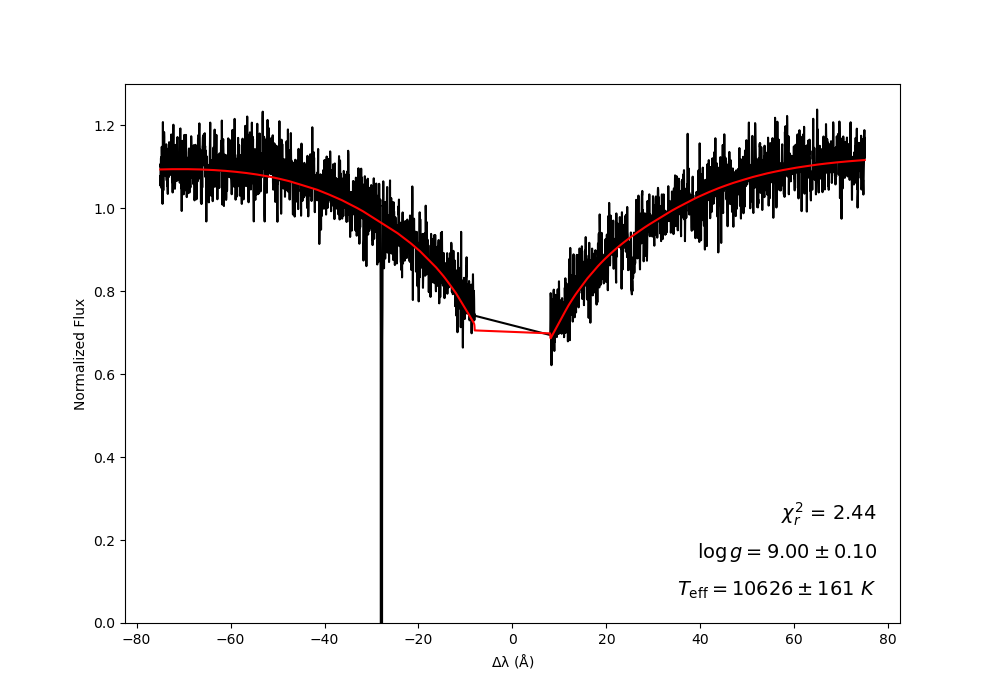 1.2
1.0
0.8
0.6
0.4
0.2
0.0
Normalized Flux
χ²ᵣ = 2.44
log g = 9.00 ± 0.10
T_eff = 10626 ± 161 K
−80 −60 −40 −20 0 20 40 60 80
Δλ (Å)